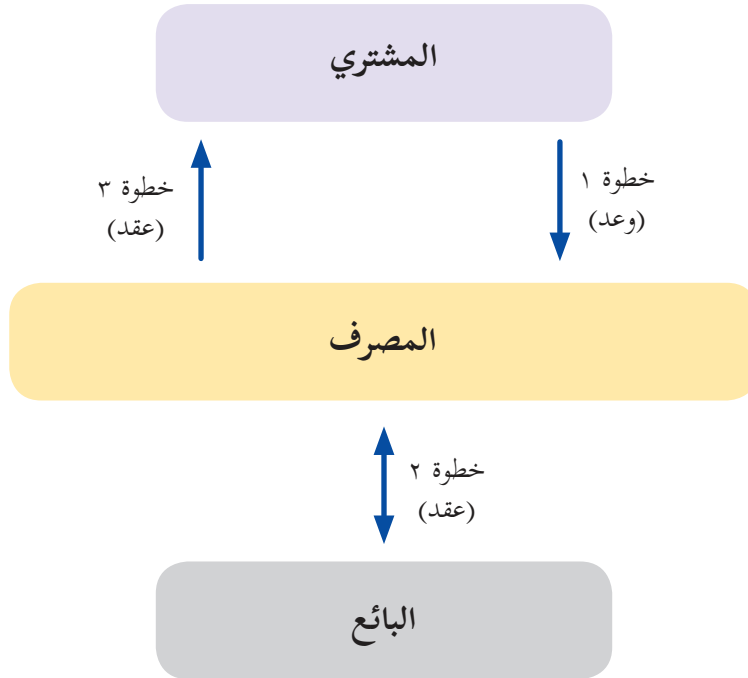 المشتري
خطوة ١
(وعد)
خطوة ٣
(عقد)
المصرف
خطوة ٢
(عقد)
البائع